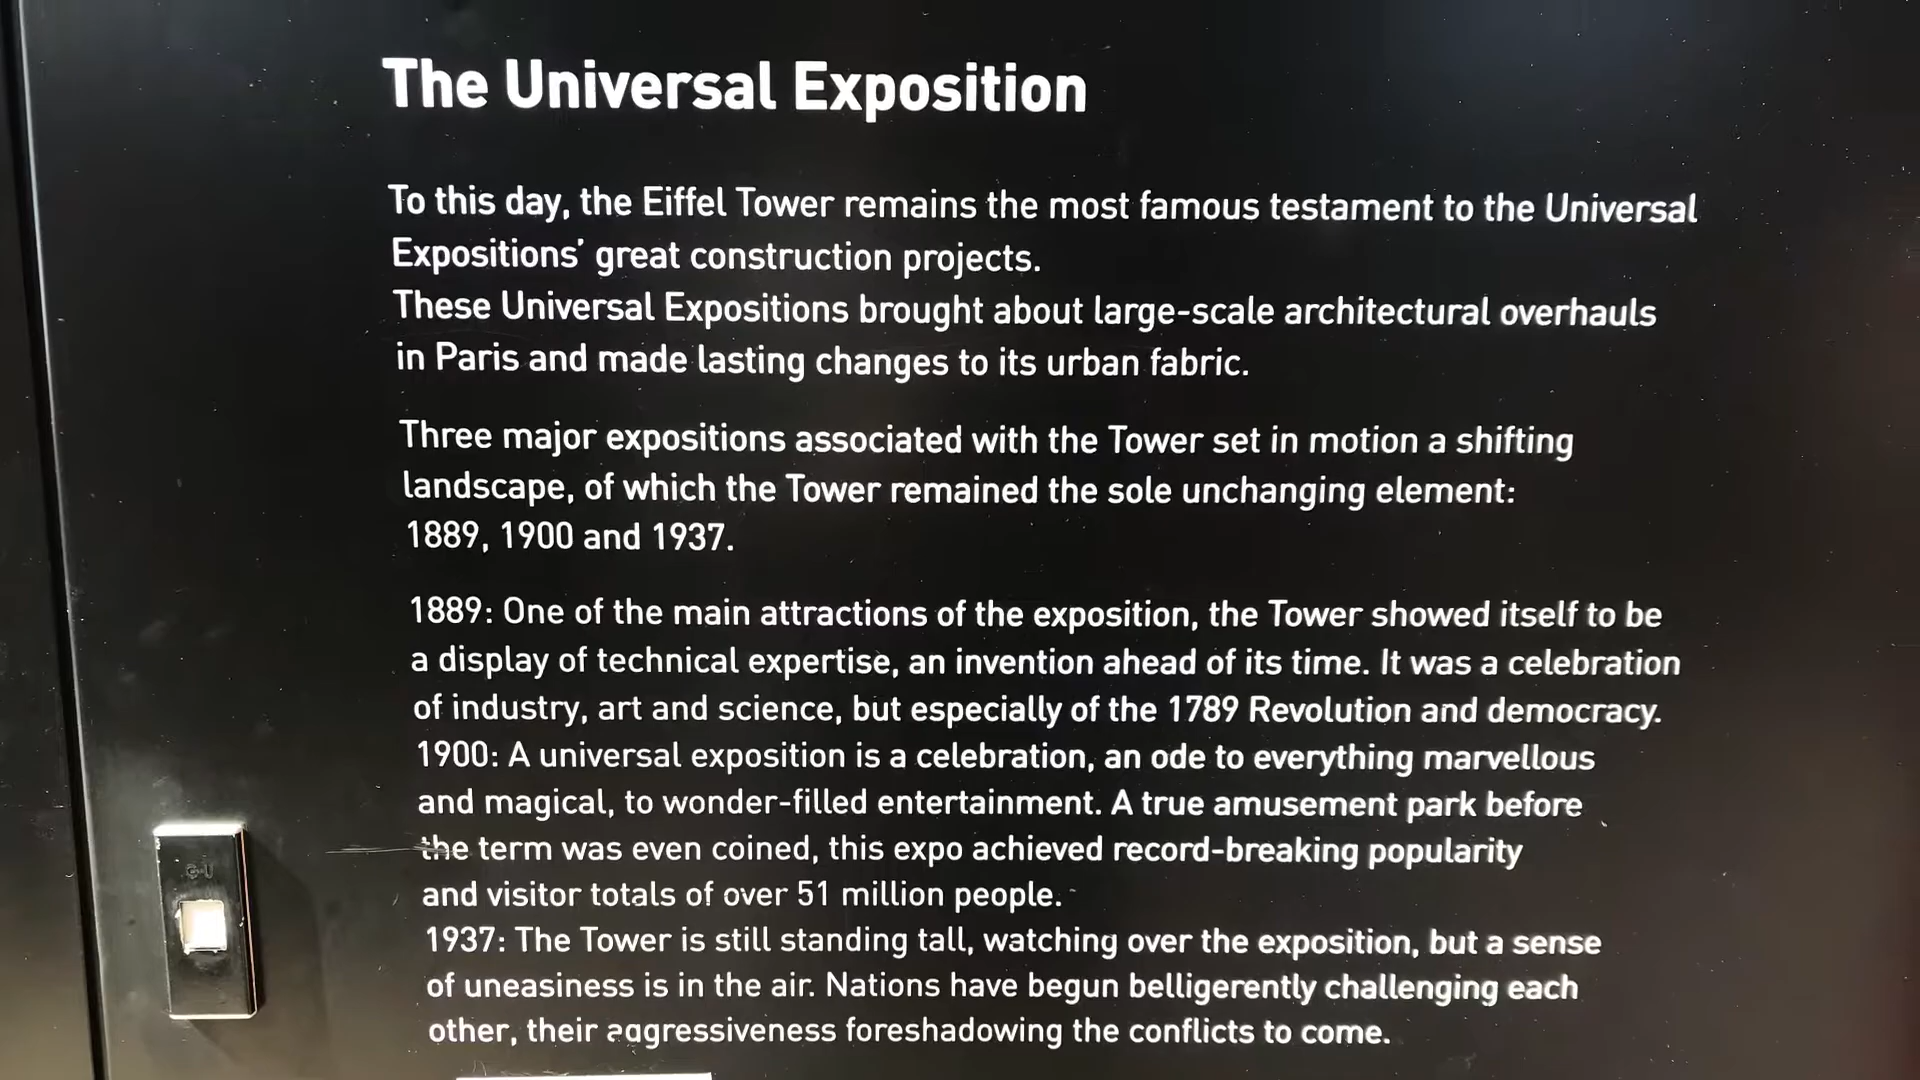 The Universal Exposition
To this day, the Eiffel Tower remains the most famous testament to the Universal
Expositions’ great construction projects.
These Universal Expositions brought about large-scale architectural overhauls
in Paris and made lasting changes to its urban fabric.
Three major expositions associated with the Tower set in motion a shifting
landscape, of which the Tower remained the sole unchanging element:
1889, 1900 and 1937.
1889: One of the main attractions of the exposition, the Tower showed itself to be
a display of technical expertise, an invention ahead of its time. It was a celebration
of industry, art and science, but especially of the 1789 Revolution and democracy.
1900: A universal exposition is a celebration, an ode to everything marvellous
and magical, to wonder-filled entertainment. A true amusement park before
the term was even coined, this expo achieved record-breaking popularity
and visitor totals of over 51 million people.
1937: The Tower is still standing tall, watching over the exposition, but a sense
of uneasiness is in the air. Nations have begun belligerently challenging each
other, their aggressiveness foreshadowing the conflicts to come.